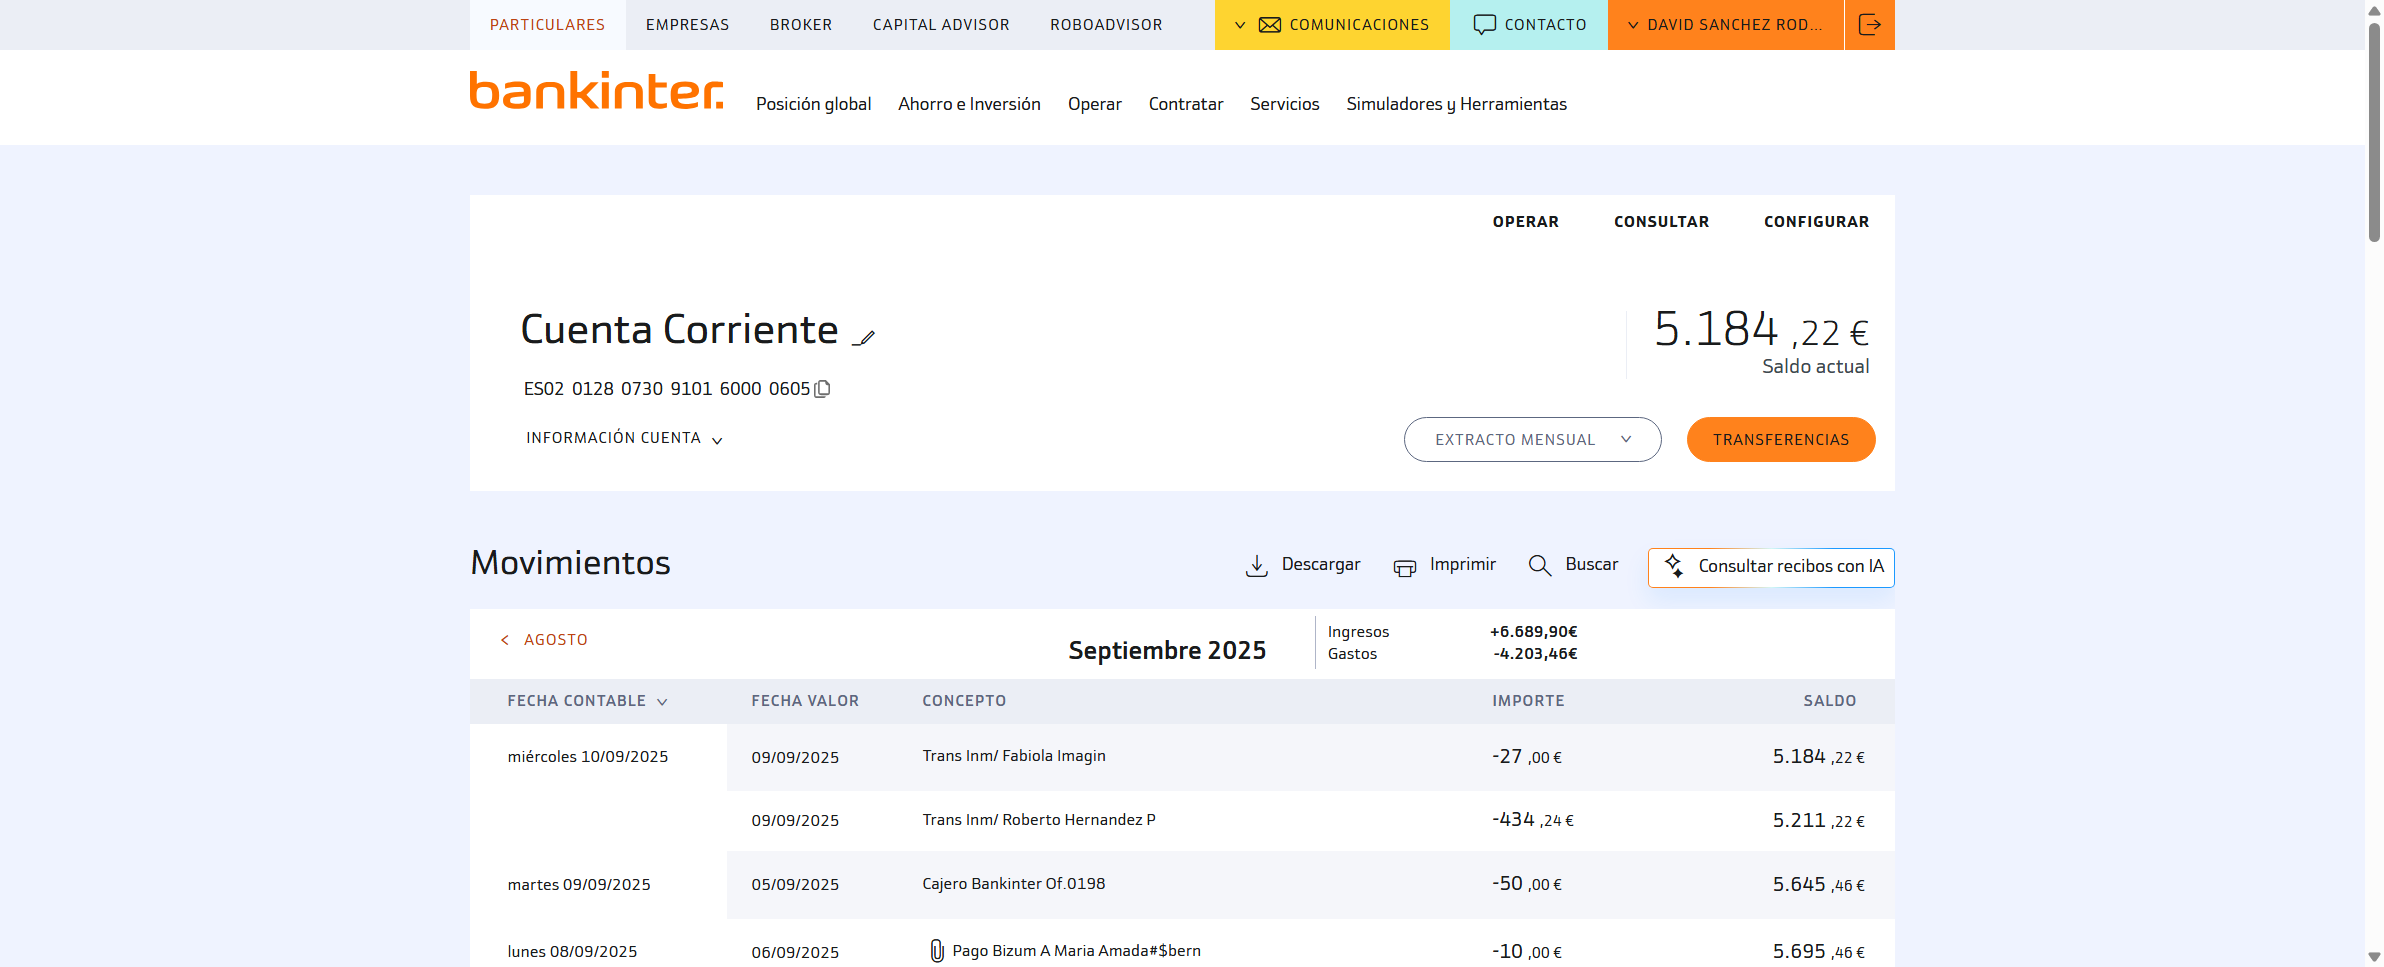 PARTICULARES EMPRESAS BROKER CAPITAL ADVISOR ROBOADVISOR COMUNICACIONES CONTACTO DAVID SANCHEZ ROD...
bankinter.
Posición global Ahorro e Inversión Operar Contratar Servicios Simuladores y Herramientas
OPERAR CONSULTAR CONFIGURAR
Cuenta Corriente
5.184 ,22 €
Saldo actual
ES02 0128 0730 9101 6000 0605
INFORMACIÓN CUENTA
EXTRACTO MENSUAL TRANSFERENCIAS
Movimientos
Descargar Imprimir Buscar Consultar recibos con IA
AGOSTO
Septiembre 2025
Ingresos +6.689,90€
Gastos -4.203,46€
FECHA CONTABLE FECHA VALOR CONCEPTO IMPORTE SALDO
miércoles 10/09/2025 09/09/2025 Trans Inm/ Fabiola Imagin -27 ,00 € 5.184 ,22 €
09/09/2025 Trans Inm/ Roberto Hernandez P -434 ,24 € 5.211 ,22 €
martes 09/09/2025 05/09/2025 Cajero Bankinter Of.0198 -50 ,00 € 5.645 ,46 €
lunes 08/09/2025 06/09/2025 Pago Bizum A Maria Amada#$bern -10 ,00 € 5.695 ,46 €